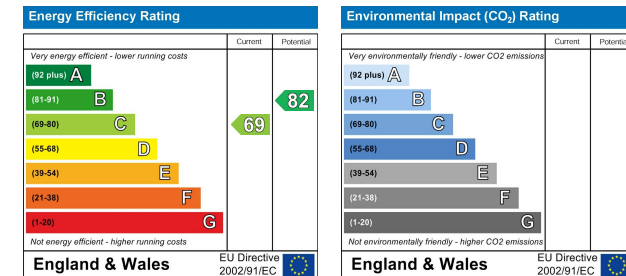 Energy Efficiency Rating
Current Potential
Very energy efficient - lower running costs
(92 plus) A
(81-91) B
82
(69-80) C
69
(55-68) D
(39-54) E
(21-38) F
(1-20) G
Not energy efficient - higher running costs
England & Wales
EU Directive
2002/91/EC
Environmental Impact (CO₂) Rating
Current Potential
Very environmentally friendly - lower CO2 emissions
(92 plus) A
(81-91) B
(69-80) C
(55-68) D
(39-54) E
(21-38) F
(1-20) G
Not environmentally friendly - higher CO2 emissions
England & Wales
EU Directive
2002/91/EC